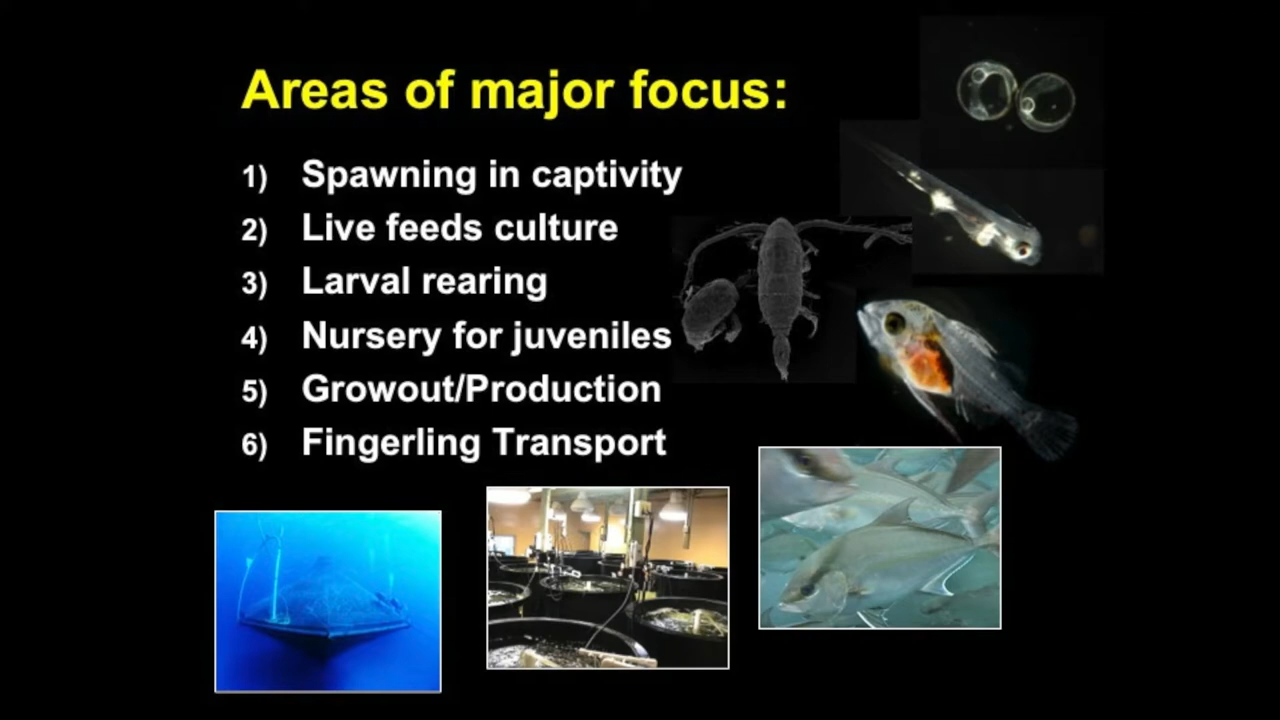 Areas of major focus:
1) Spawning in captivity
2) Live feeds culture
3) Larval rearing
4) Nursery for juveniles
5) Growout/Production
6) Fingerling Transport